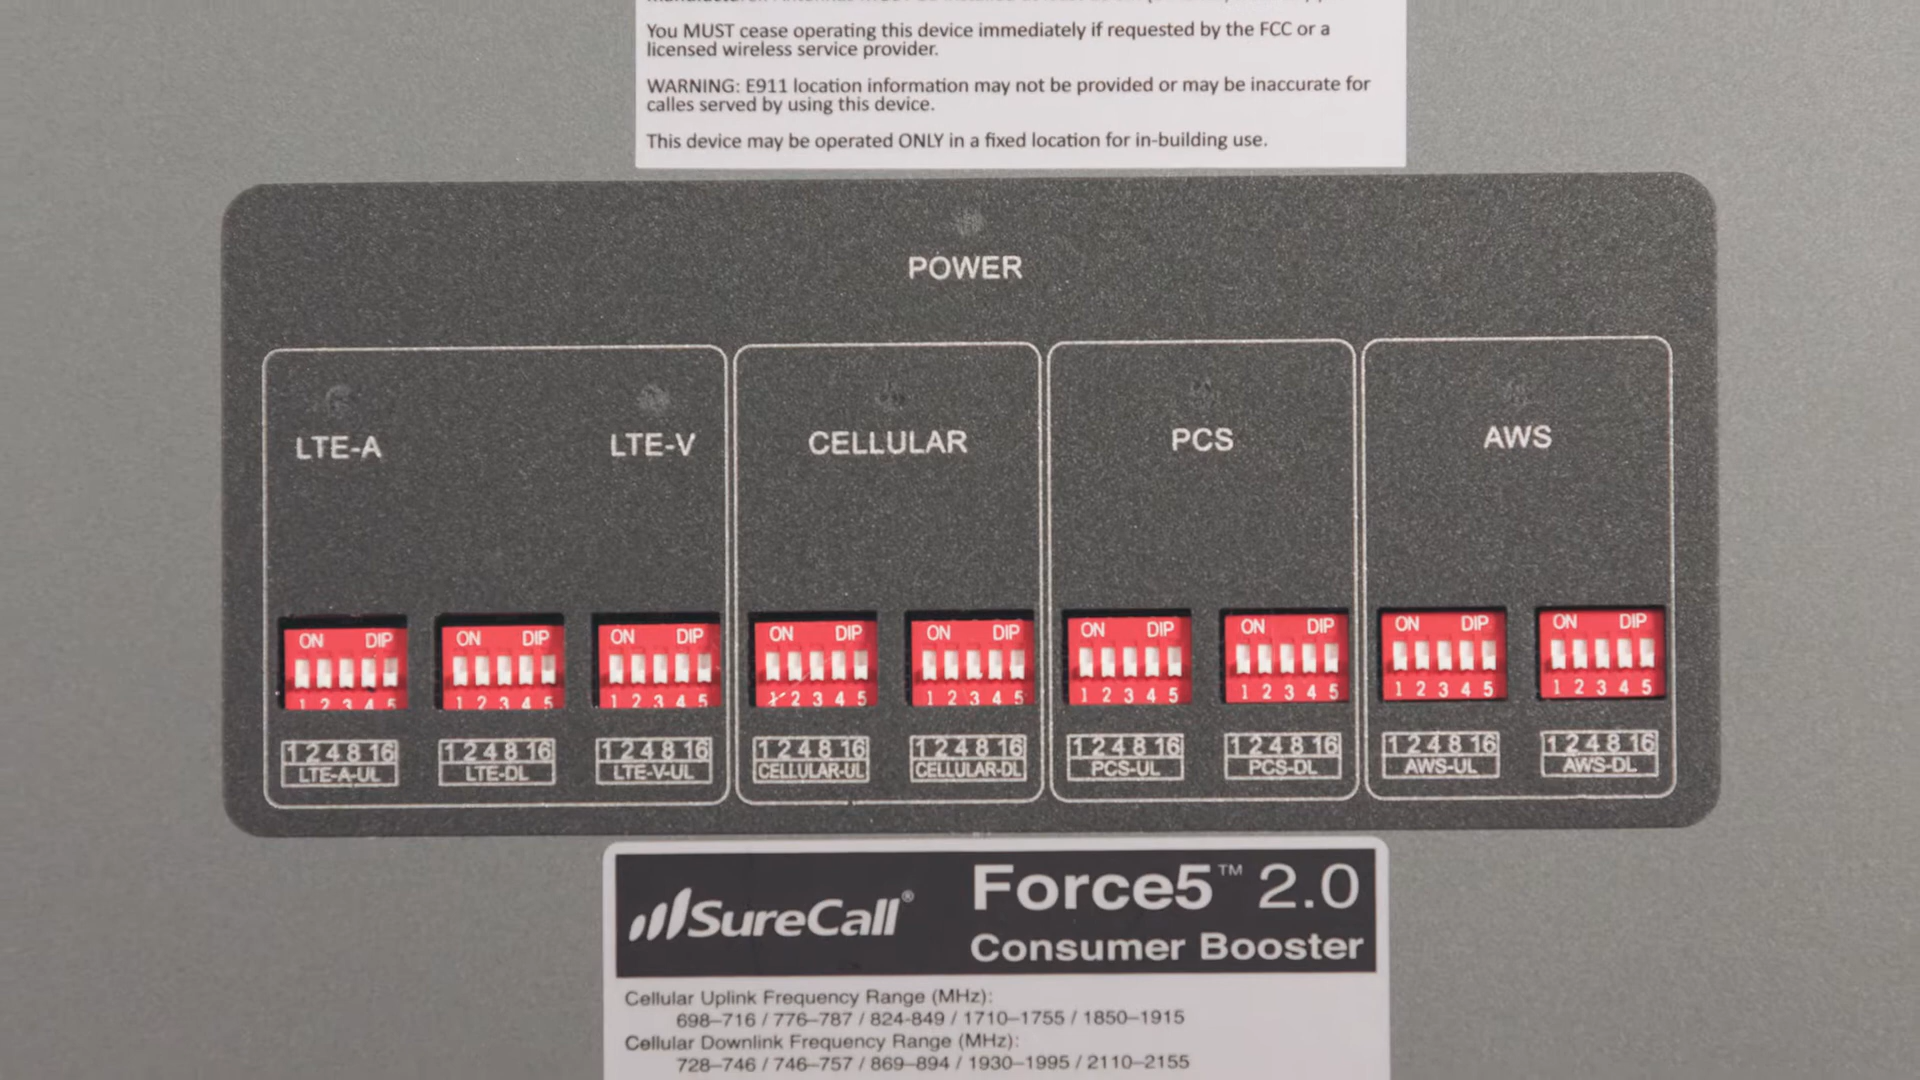 You MUST cease operating this device immediately if requested by the FCC or a
licensed wireless service provider.
WARNING: E911 location information may not be provided or may be inaccurate for
calles served by using this device.
This device may be operated ONLY in a fixed location for in-building use.
POWER
LTE-A LTE-V CELLULAR PCS AWS
ON DIP ON DIP ON DIP ON DIP ON DIP ON DIP ON DIP ON DIP ON DIP
1 2 3 4 5 1 2 3 4 5 1 2 3 4 5 1 2 3 4 5 1 2 3 4 5 1 2 3 4 5 1 2 3 4 5 1 2 3 4 5 1 2 3 4 5
1 2 4 8 16 1 2 4 8 16 1 2 4 8 16 1 2 4 8 16 1 2 4 8 16 1 2 4 8 16 1 2 4 8 16 1 2 4 8 16 1 2 4 8 16
LTE-A-UL LTE-DL LTE-V-UL CELLULAR-UL CELLULAR-DL PCS-UL PCS-DL AWS-UL AWS-DL
SureCall® Force5™ 2.0
Consumer Booster
Cellular Uplink Frequency Range (MHz):
698–716 / 776–787 / 824-849 / 1710–1755 / 1850–1915
Cellular Downlink Frequency Range (MHz):
728–746 / 746–757 / 869–894 / 1930–1995 / 2110–2155